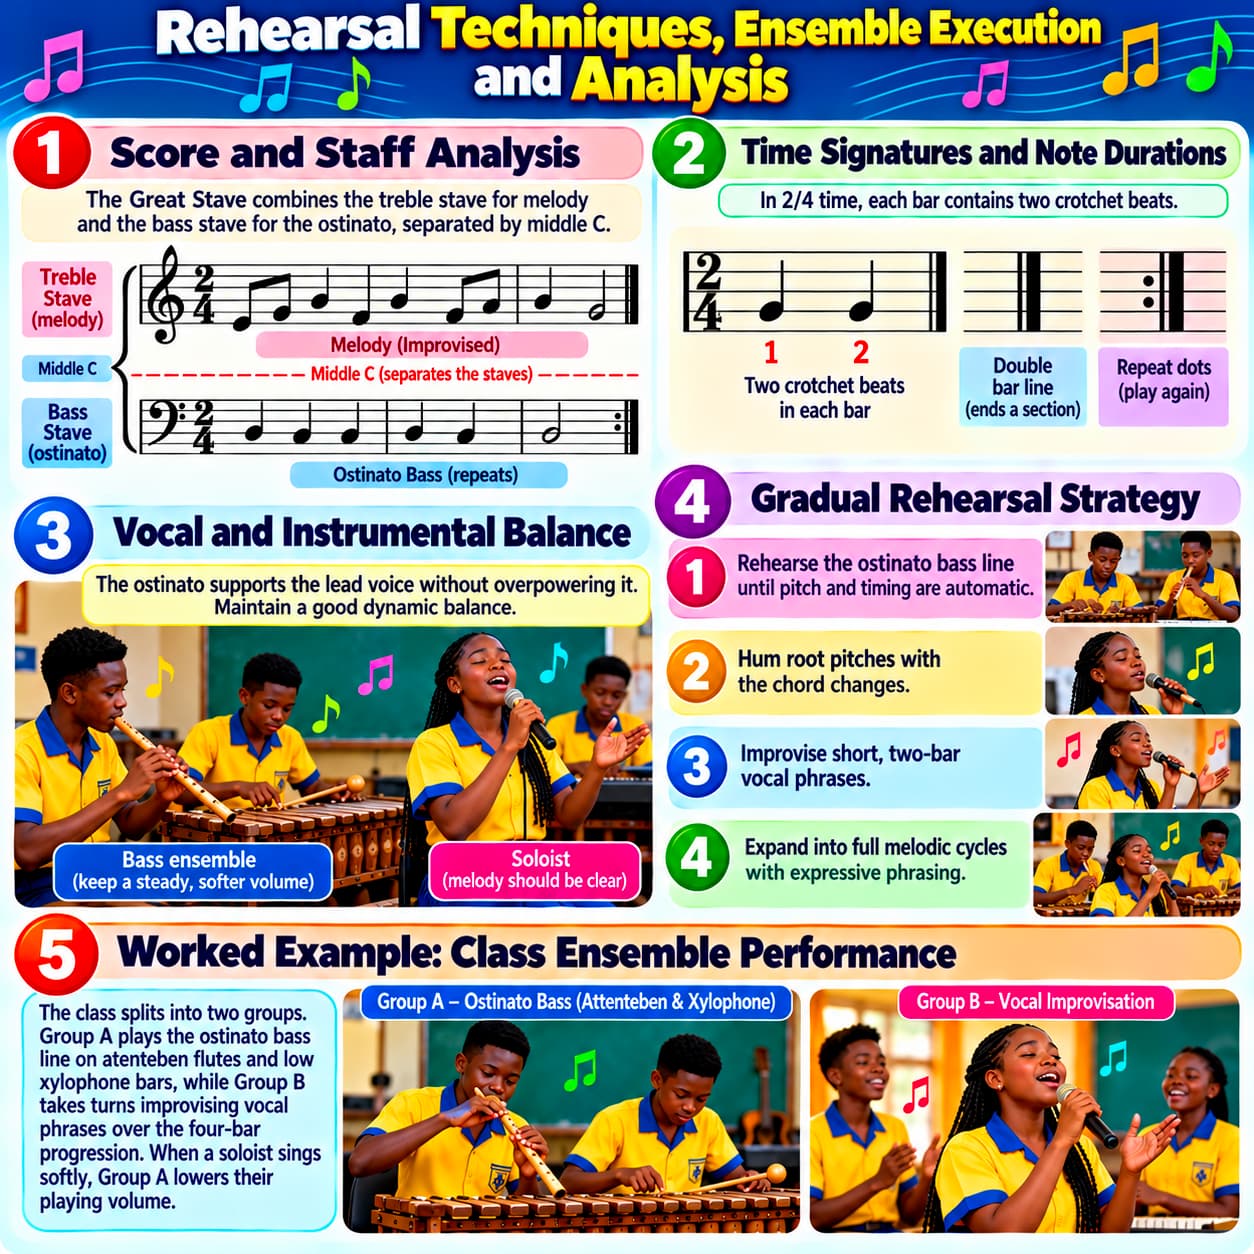 Rehearsal Techniques, Ensemble Execution
and Analysis
1 Score and Staff Analysis
The Great Stave combines the treble stave for melody
and the bass stave for the ostinato, separated by middle C.
Treble
Stave
(melody)
2
4
Melody (Improvised)
Middle C
Middle C (separates the staves)
Bass
Stave
(ostinato)
2
4
Ostinato Bass (repeats)
2 Time Signatures and Note Durations
In 2/4 time, each bar contains two crotchet beats.
2
4
1 2
Two crotchet beats
in each bar
Double
bar line
(ends a section)
Repeat dots
(play again)
3 Vocal and Instrumental Balance
The ostinato supports the lead voice without overpowering it.
Maintain a good dynamic balance.
Bass ensemble
(keep a steady, softer volume)
Soloist
(melody should be clear)
4 Gradual Rehearsal Strategy
1 Rehearse the ostinato bass line
until pitch and timing are automatic.
2 Hum root pitches with
the chord changes.
3 Improvise short, two-bar
vocal phrases.
4 Expand into full melodic cycles
with expressive phrasing.
5 Worked Example: Class Ensemble Performance
The class splits into two groups.
Group A plays the ostinato bass
line on atenteben flutes and low
xylophone bars, while Group B
takes turns improvising vocal
phrases over the four-bar
progression. When a soloist sings
softly, Group A lowers their
playing volume.
Group A – Ostinato Bass (Attenteben & Xylophone)
Group B – Vocal Improvisation